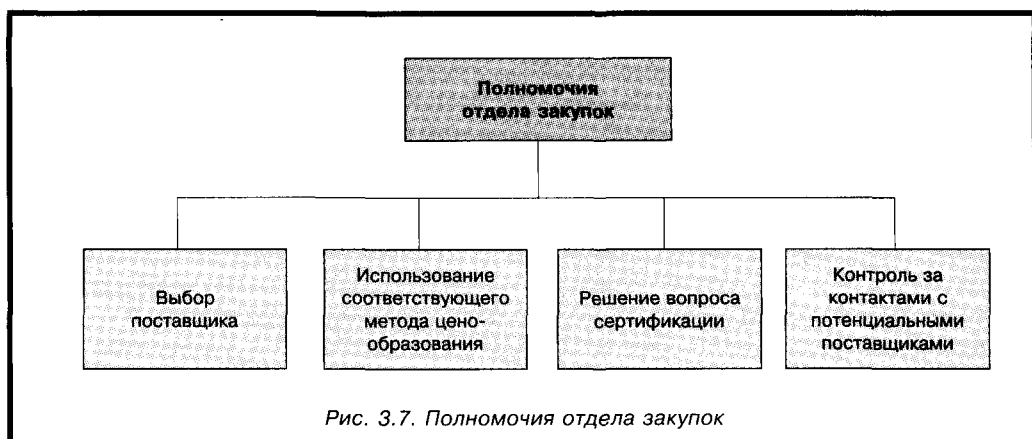 Полномочия
отдела закупок
Выбор
поставщика
Использование
соответствующего
метода цено-
образования
Решение вопроса
сертификации
Контроль за
контактами с
потенциальными
поставщиками
Рис. 3.7. Полномочия отдела закупок